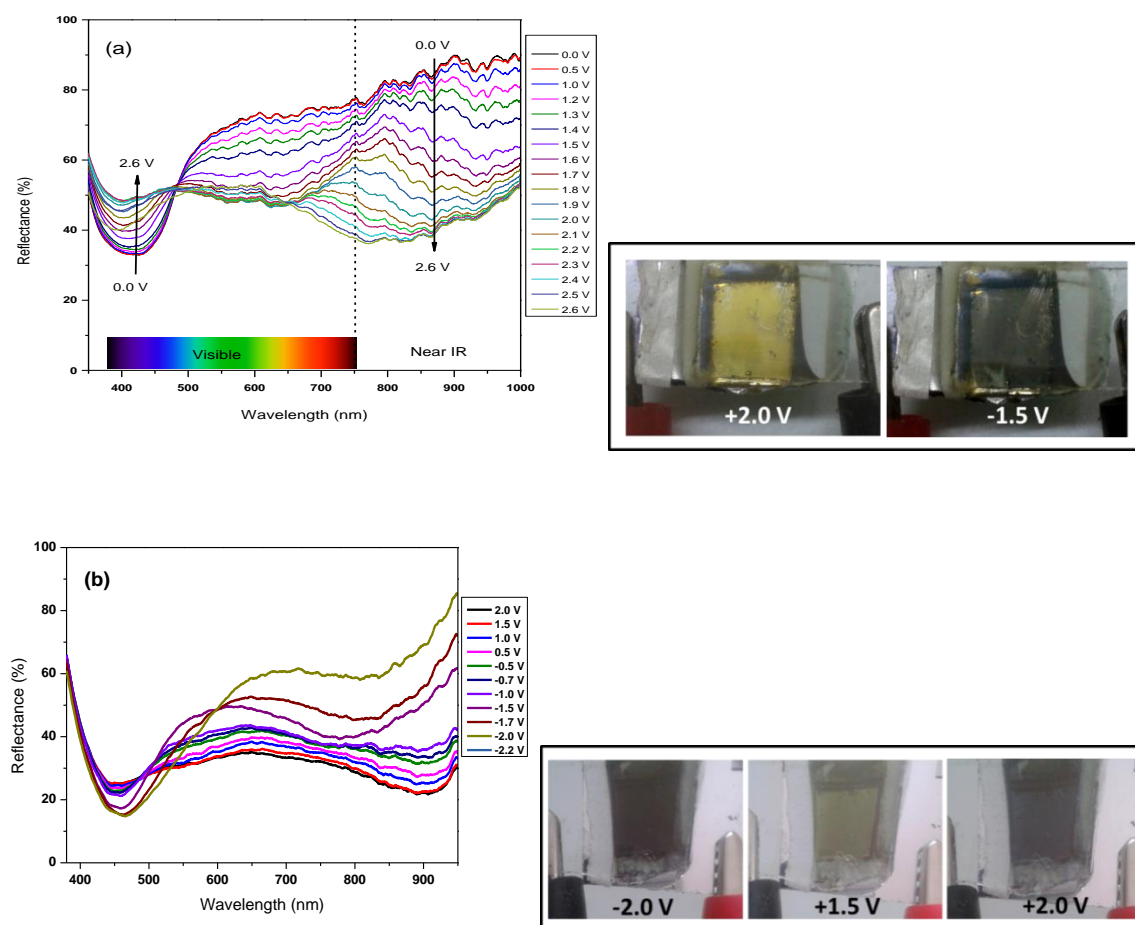 (a)
Reflectance (%)
100
80
60
40
20
0
2.6 V
0.0 V
0.0 V
2.6 V
Visible
Near IR
400
500
600
700
800
900
1000
Wavelength (nm)
0.0 V
0.5 V
1.0 V
1.2 V
1.3 V
1.4 V
1.5 V
1.6 V
1.7 V
1.8 V
1.9 V
2.0 V
2.1 V
2.2 V
2.3 V
2.4 V
2.5 V
2.6 V
+2.0 V
-1.5 V
(b)
Reflectance (%)
100
80
60
40
20
0
400
500
600
700
800
900
Wavelength (nm)
2.0 V
1.5 V
1.0 V
0.5 V
-0.5 V
-0.7 V
-1.0 V
-1.5 V
-1.7 V
-2.0 V
-2.2 V
-2.0 V
+1.5 V
+2.0 V